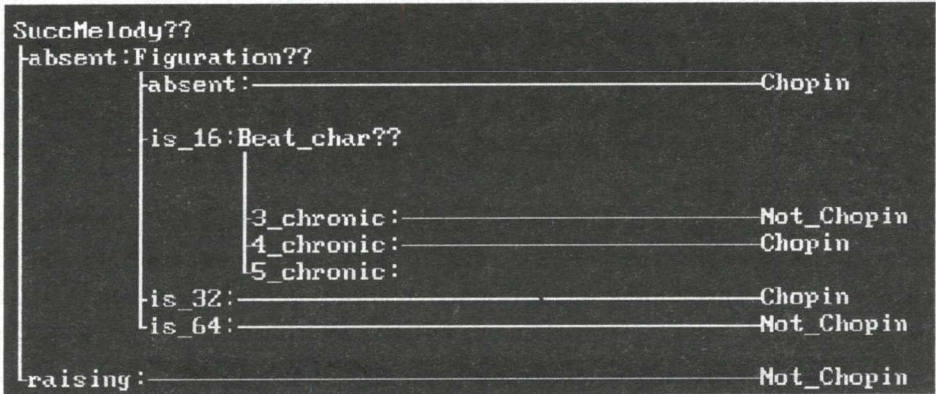 SuccMelody??
absent:Figuration??
absent: Chopin
is_16:Beat_char??
3_chronic: Not_Chopin
4_chronic: Chopin
5_chronic:
is_32: Chopin
is_64: Not_Chopin
raising: Not_Chopin